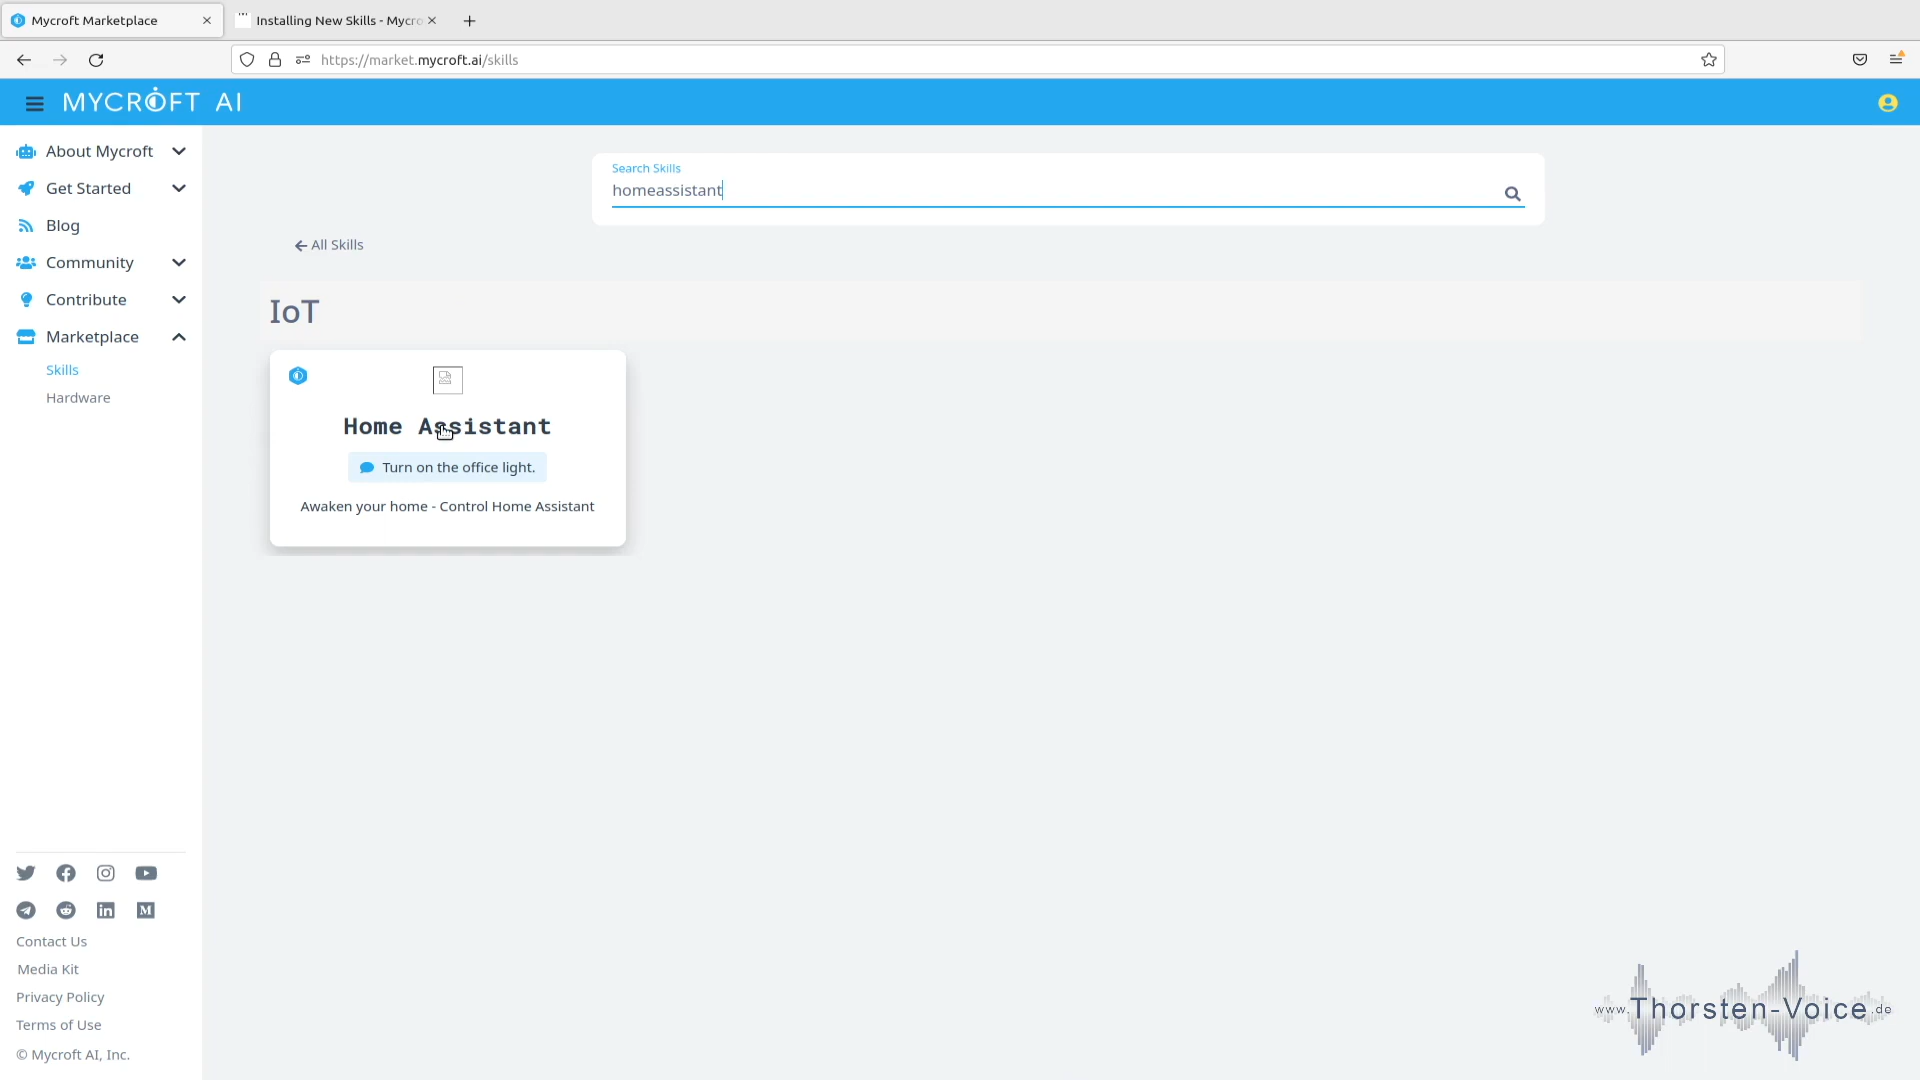 Mycroft Marketplace
Installing New Skills - Mycro
https://market.mycroft.ai/skills
MYCROFT AI
About Mycroft
Get Started
Blog
Community
Contribute
Marketplace
Skills
Hardware
Search Skills
homeassistant
All Skills
IoT
Home Assistant
Turn on the office light.
Awaken your home - Control Home Assistant
Contact Us
Media Kit
Privacy Policy
Terms of Use
© Mycroft AI, Inc.
www.Thorsten-Voice.de